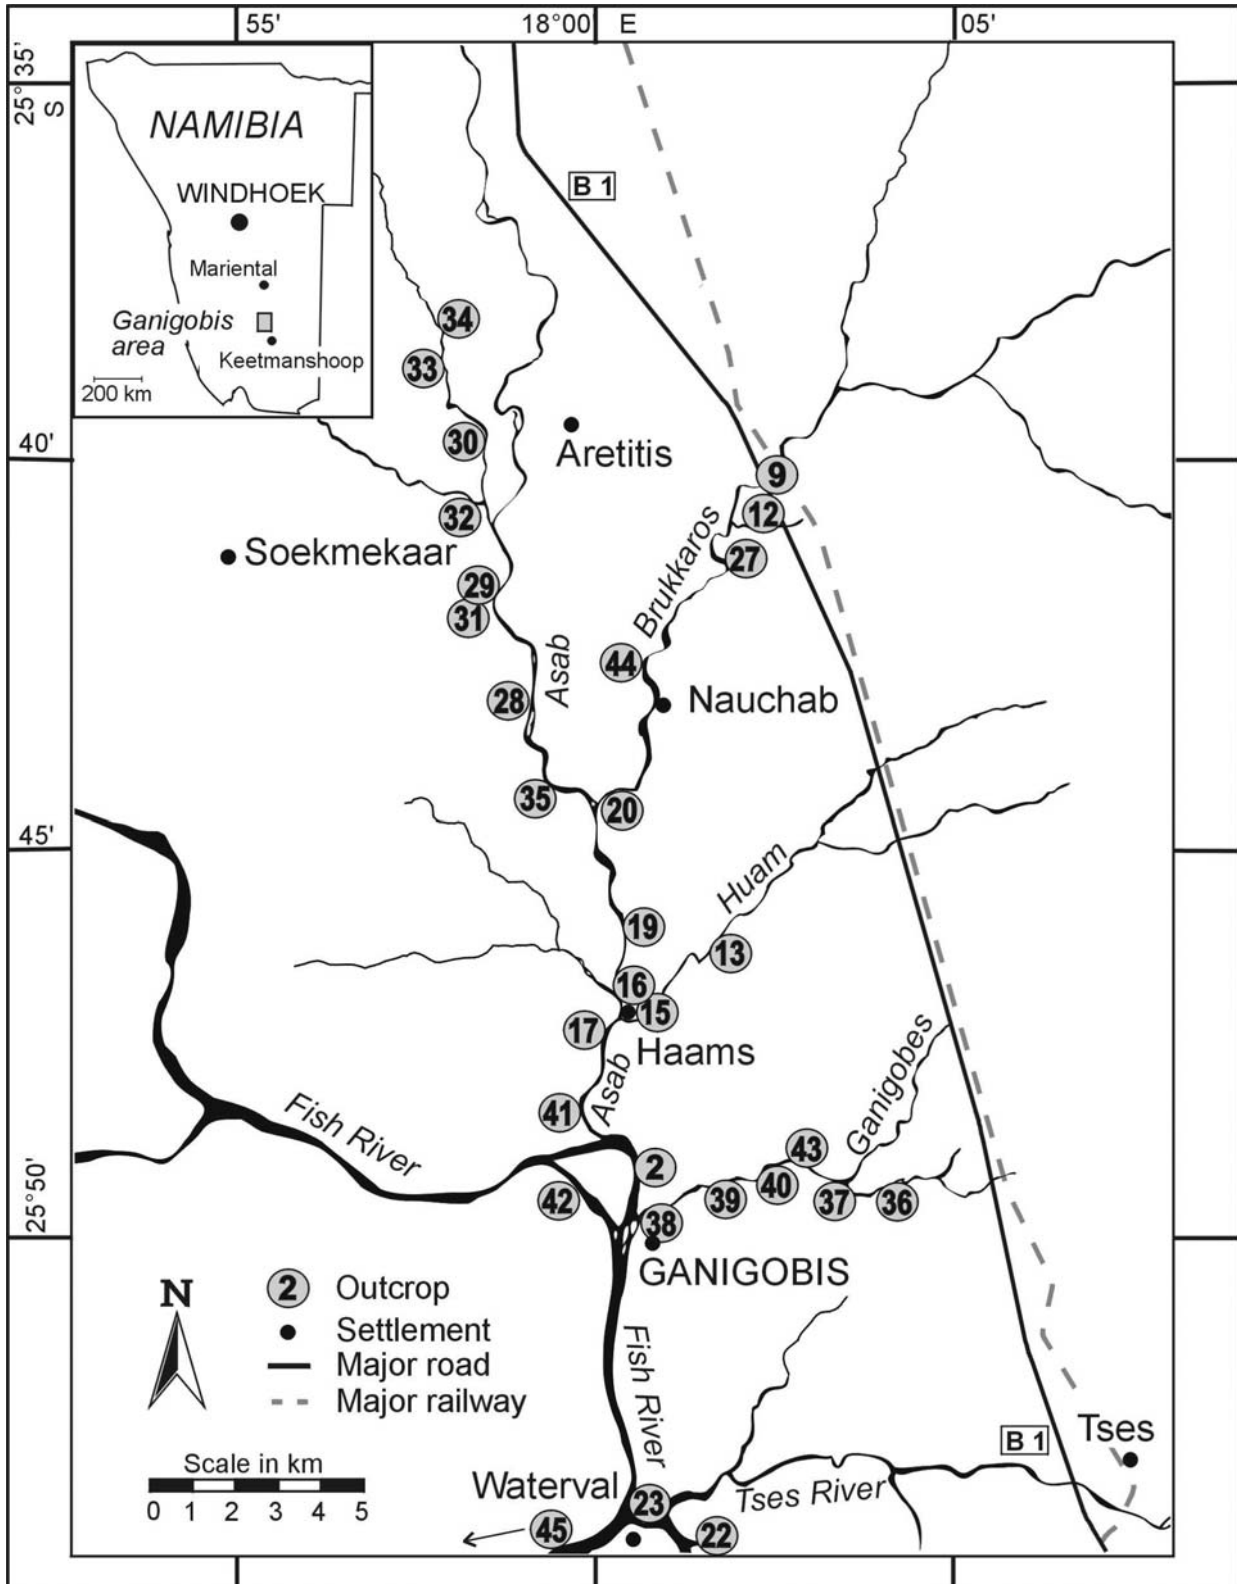 55'
18°00 E
05'
25°35'
S
NAMIBIA
WINDHOEK
Mariental
Ganigobis
area
Keetmanshoop
200 km
B 1
34
33
30
40'
Aretitis
9
32
12
Soekmekaar
27
29
Brukkaros
31
Asab
44
28
Nauchab
35
20
45'
Huam
19
13
16
15
17
Haams
Ganigobes
Asab
41
Fish River
43
2
25°50'
42
40
39
37
36
38
GANIGOBIS
N
2 Outcrop
Settlement
Major road
Major railway
Fish River
Tses
B 1
Scale in km
0 1 2 3 4 5
Waterval
Tses River
23
45
22